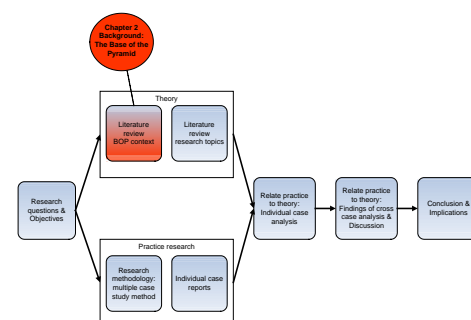 Chapter 2
Background:
The Base of the
Pyramid
Theory
Literature
review
BOP context
Literature
review
research topics
Research
questions &
Objectives
Relate practice
to theory:
Individual case
analysis
Relate practice
to theory:
Findings of cross
case analysis &
Discussion
Conclusion &
Implications
Practice research
Research
methodology:
multiple case
study method
Individual case
reports